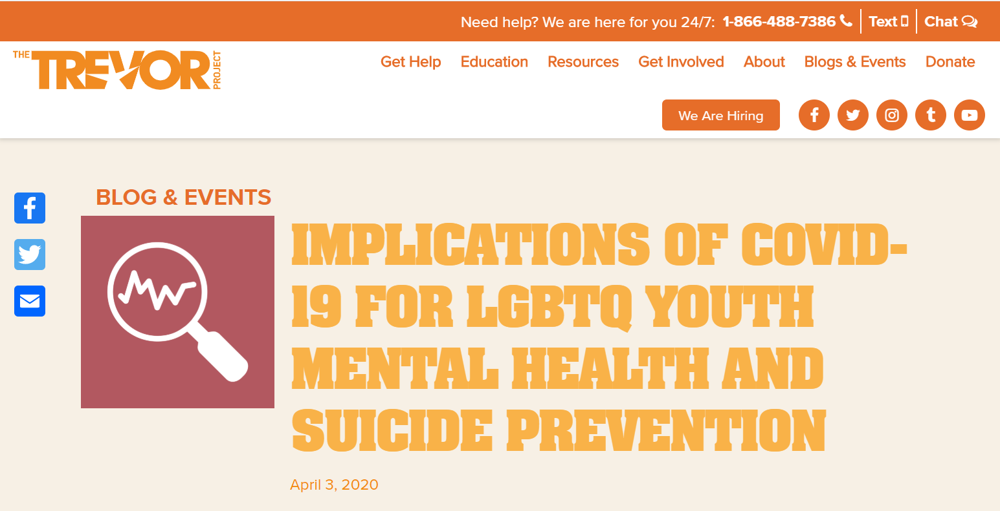 Need help? We are here for you 24/7: 1-866-488-7386 Text Chat
THE TREVOR PROJECT
Get Help Education Resources Get Involved About Blogs & Events Donate
We Are Hiring
BLOG & EVENTS
IMPLICATIONS OF COVID-
19 FOR LGBTQ YOUTH
MENTAL HEALTH AND
SUICIDE PREVENTION
April 3, 2020